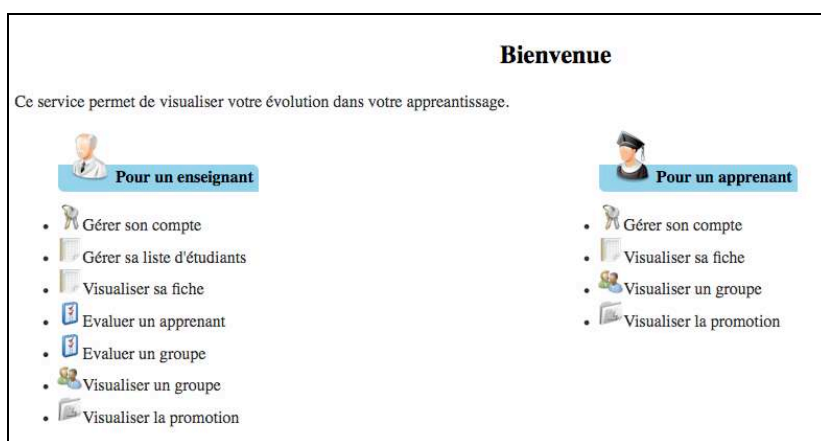 Bienvenue
Ce service permet de visualiser votre évolution dans votre appreantissage.
Pour un enseignant
Gérer son compte
Gérer sa liste d'étudiants
Visualiser sa fiche
Evaluer un apprenant
Evaluer un groupe
Visualiser un groupe
Visualiser la promotion
Pour un apprenant
Gérer son compte
Visualiser sa fiche
Visualiser un groupe
Visualiser la promotion